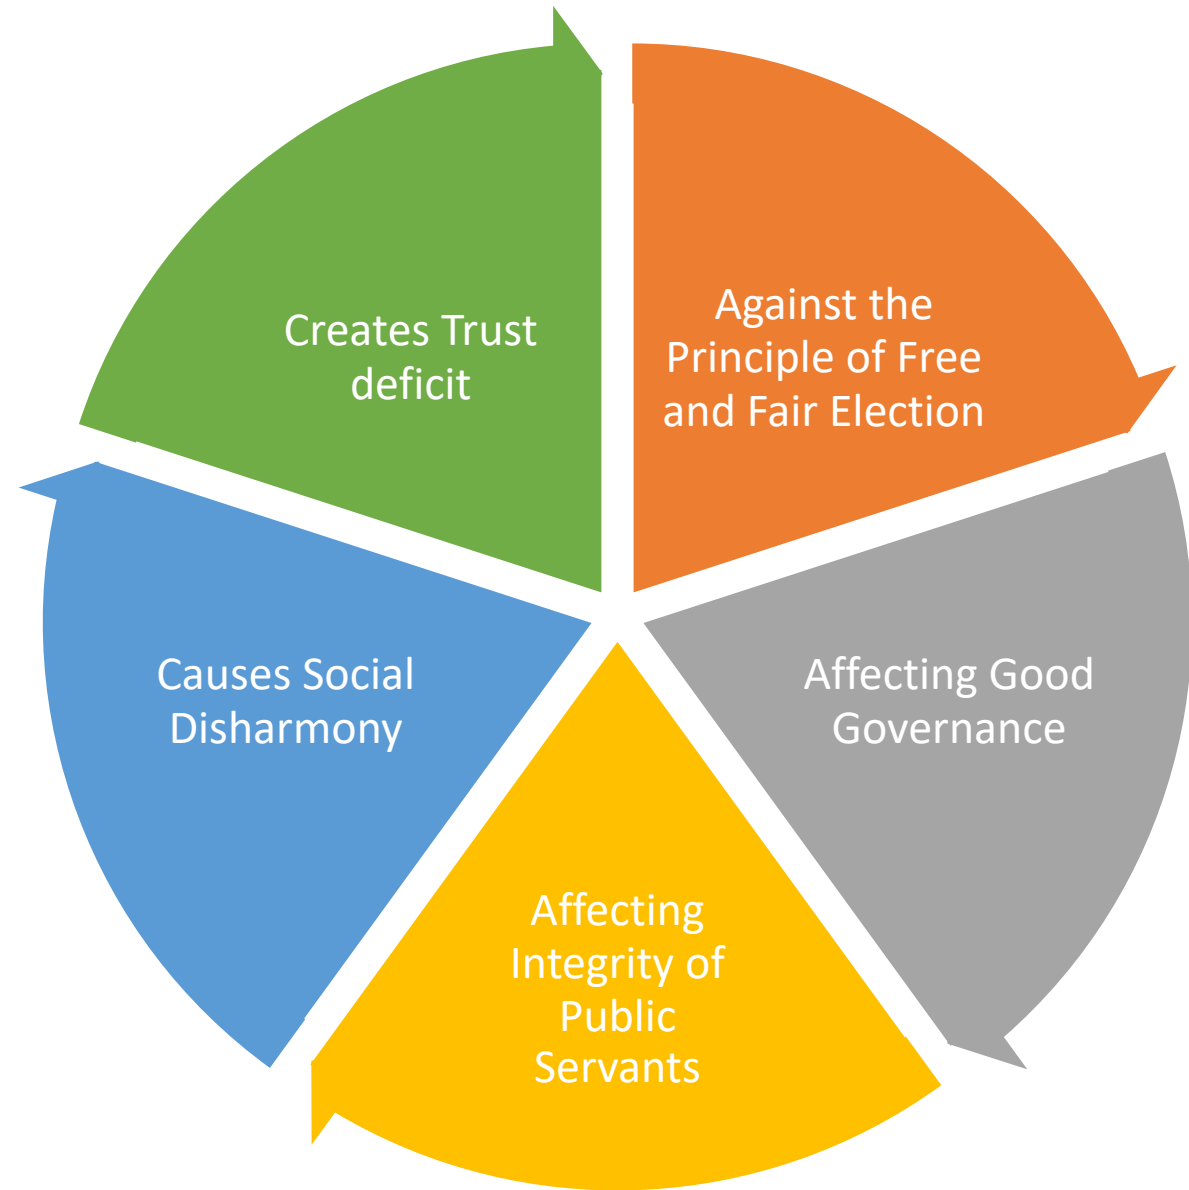 Against the
Principle of Free
and Fair Election
Affecting Good
Governance
Affecting
Integrity of
Public
Servants
Causes Social
Disharmony
Creates Trust
deficit